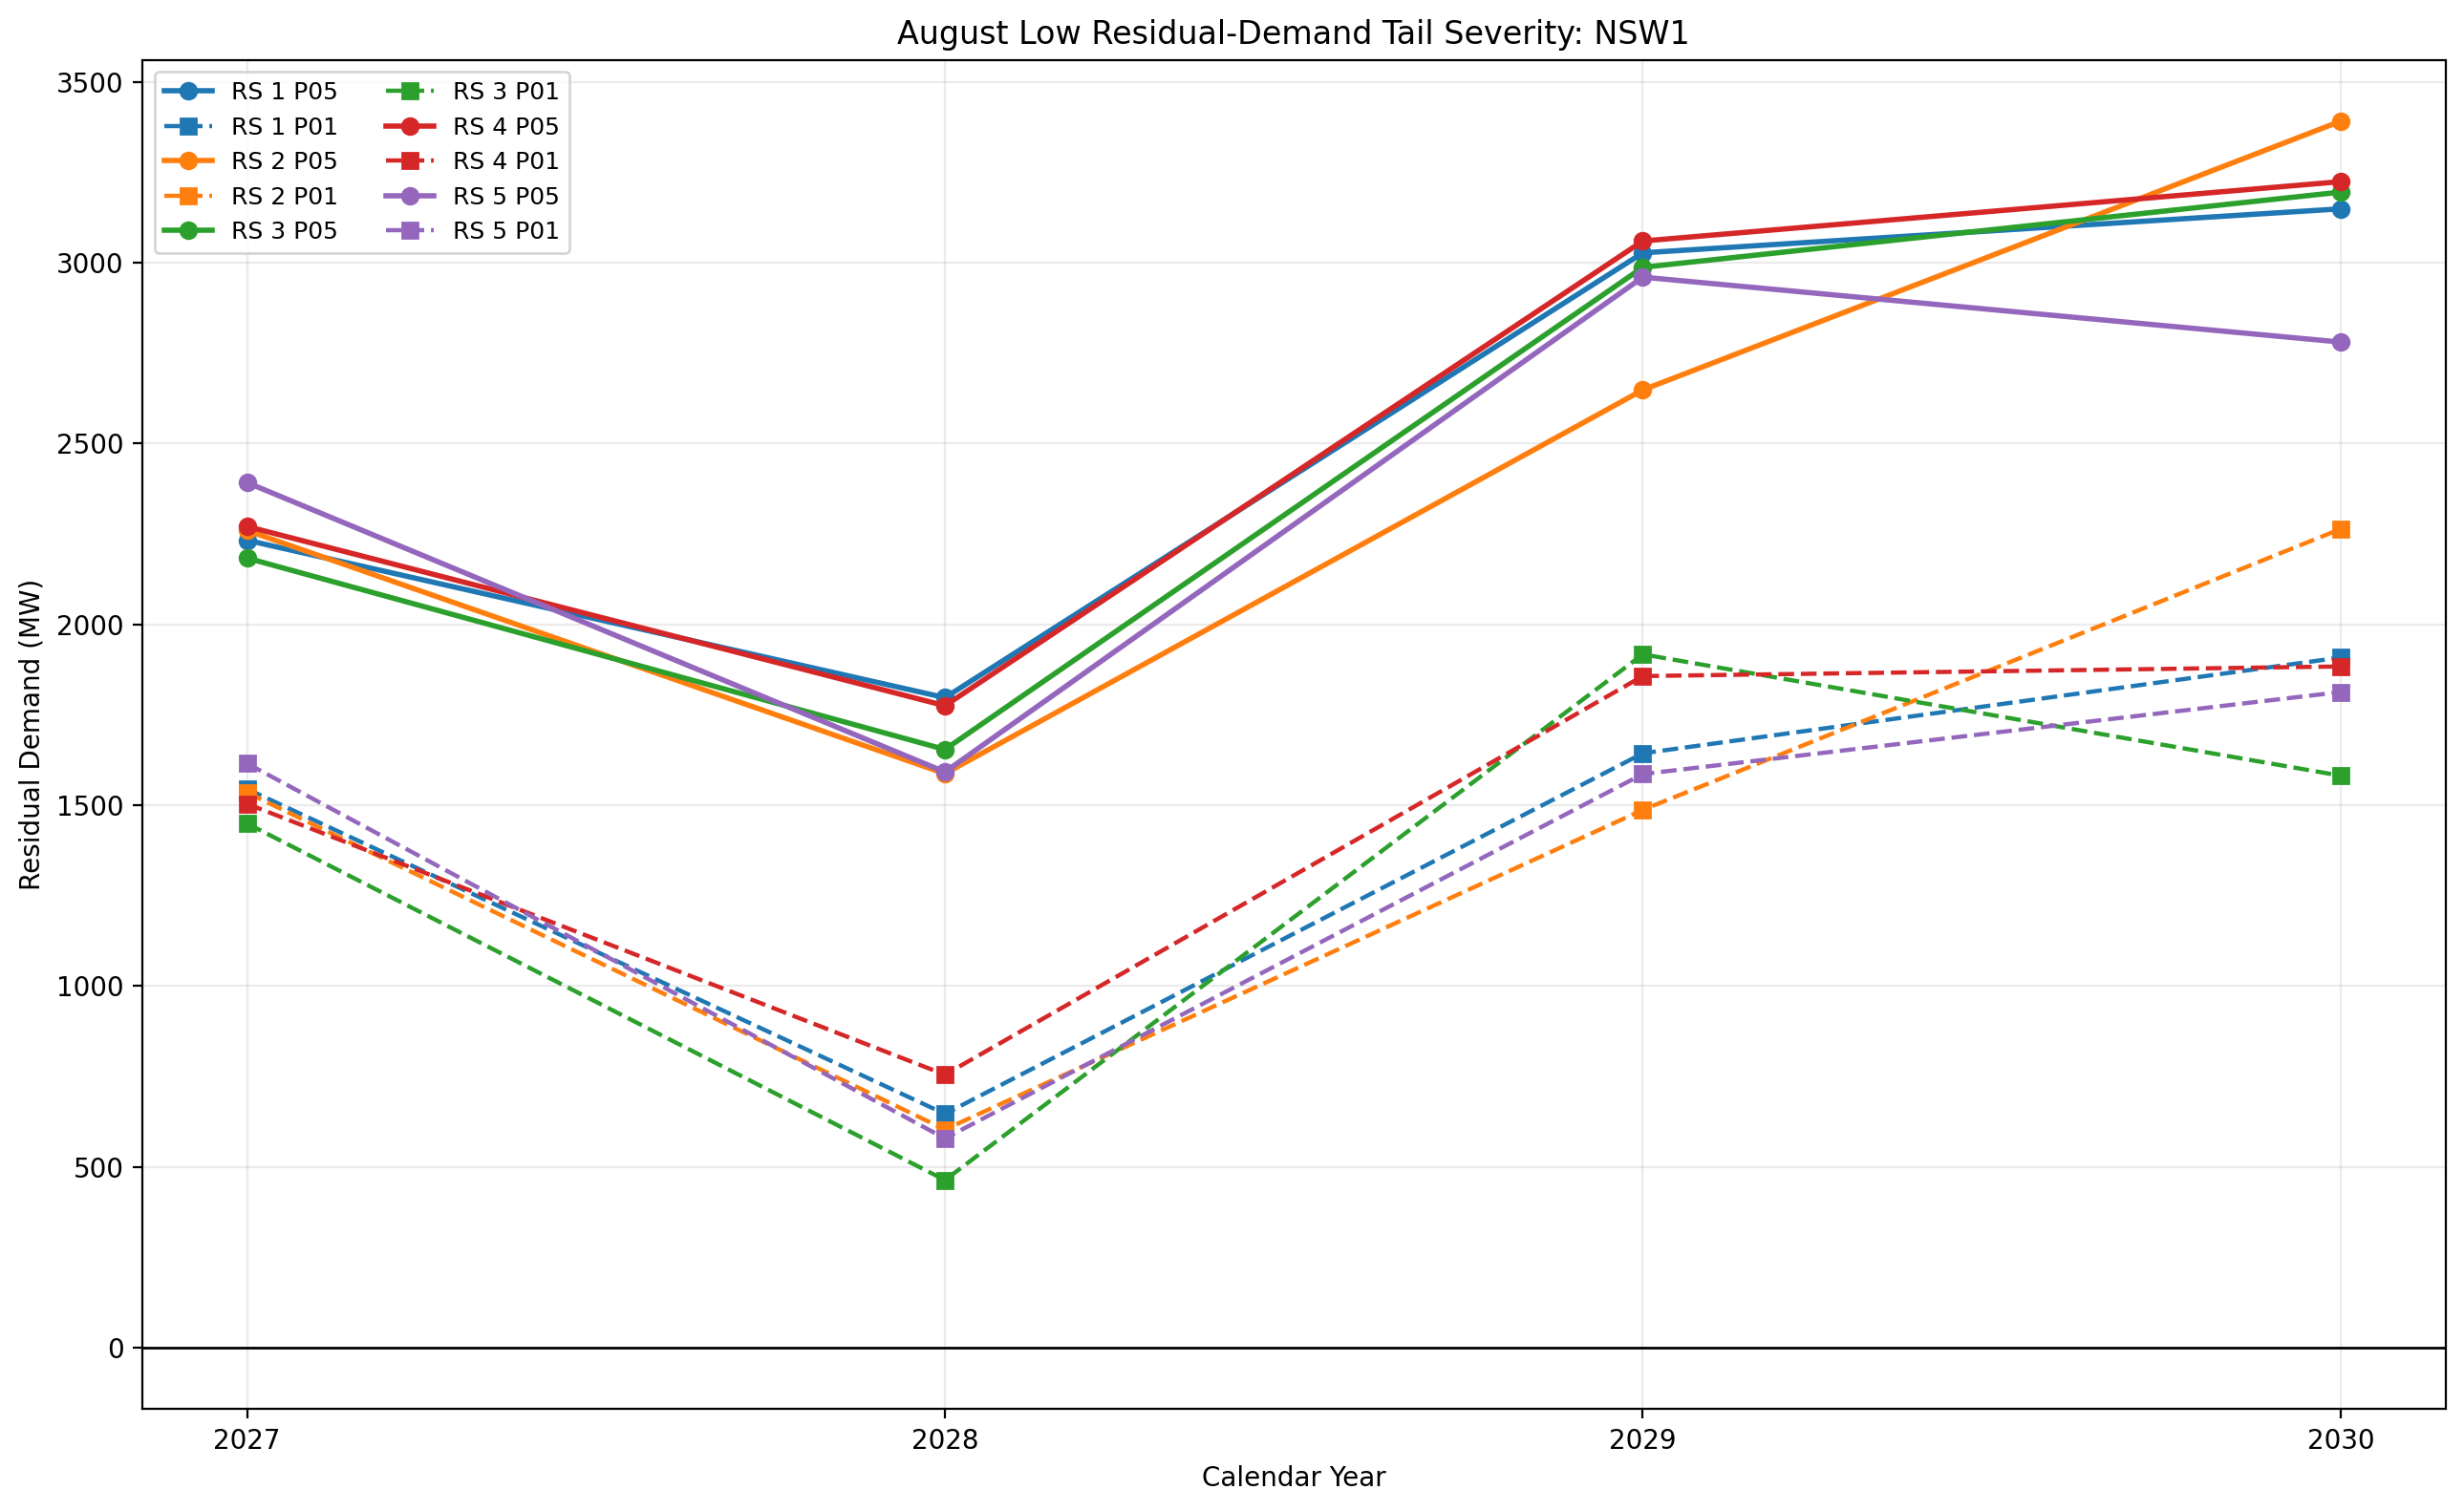 August Low Residual-Demand Tail Severity: NSW1
RS 1 P05
RS 1 P01
RS 2 P05
RS 2 P01
RS 3 P05
RS 3 P01
RS 4 P05
RS 4 P01
RS 5 P05
RS 5 P01
Residual Demand (MW)
3500
3000
2500
2000
1500
1000
500
0
2027
2028
2029
2030
Calendar Year